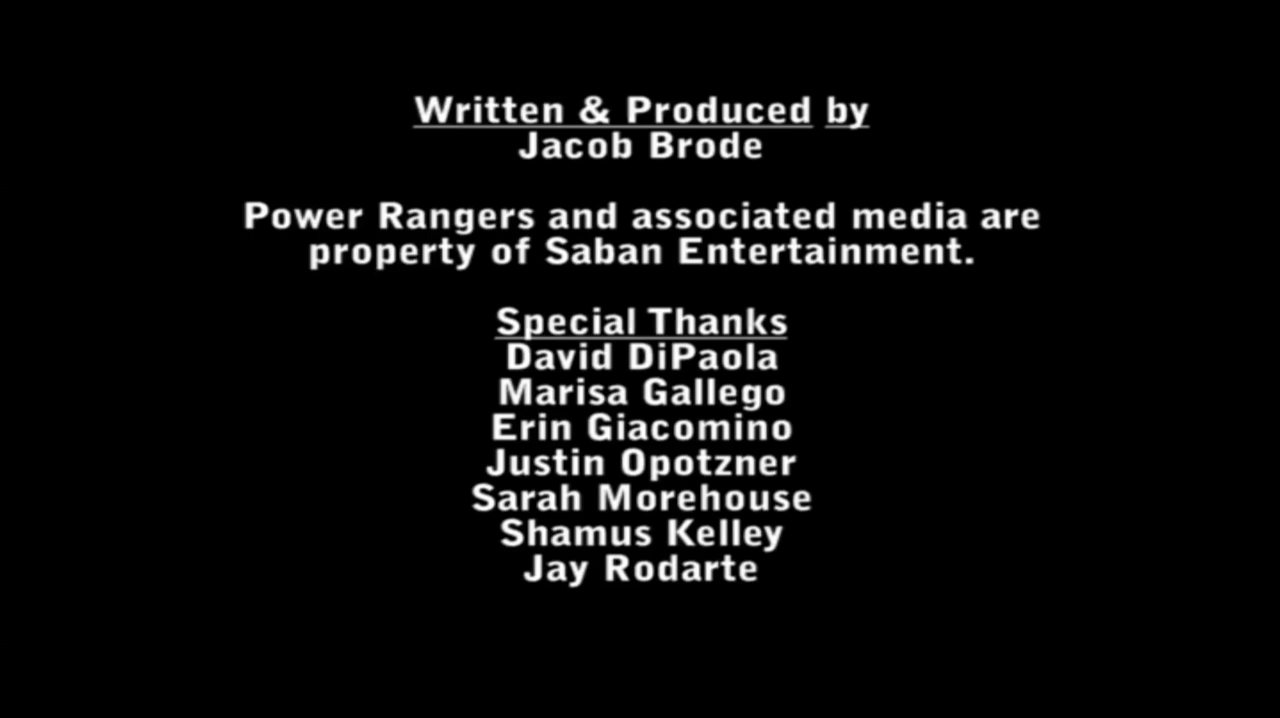 Written & Produced by
Jacob Brode
Power Rangers and associated media are
property of Saban Entertainment.
Special Thanks
David DiPaola
Marisa Gallego
Erin Giacomino
Justin Opotzner
Sarah Morehouse
Shamus Kelley
Jay Rodarte